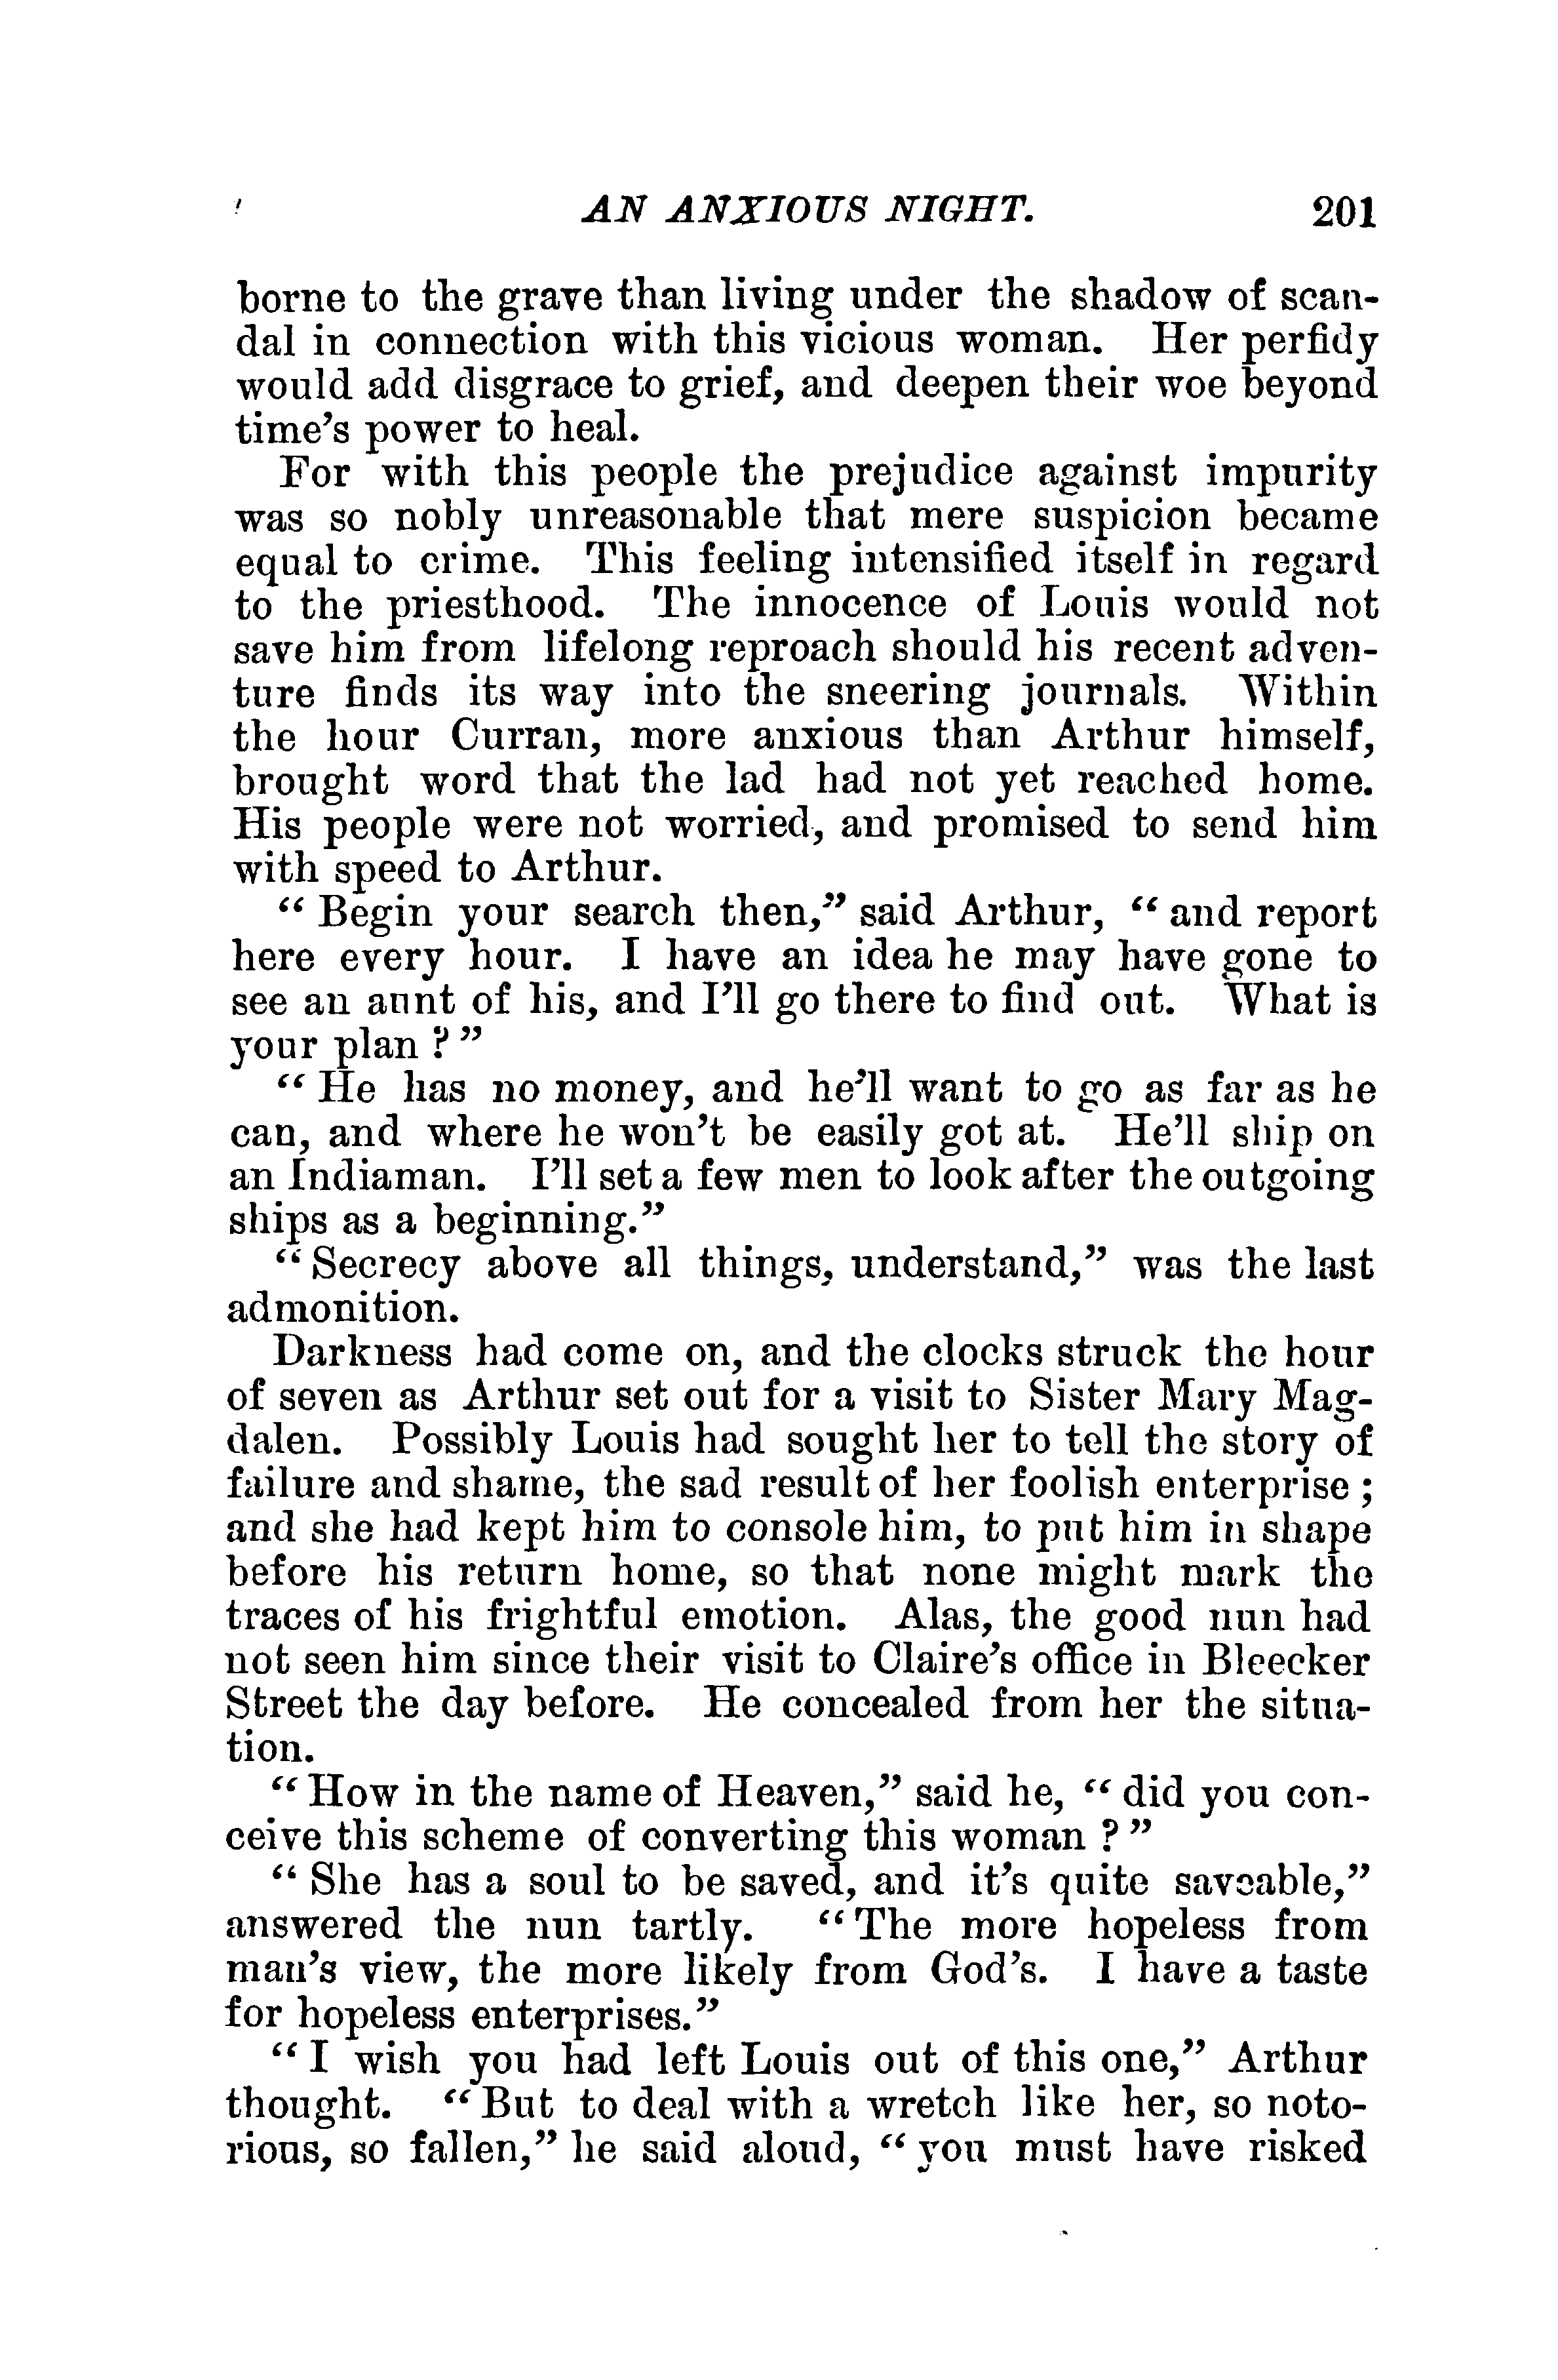 AN ANXIOUS NIGHT. 201
borne to the grave than living under the shadow of scan-
dal in connection with this vicious woman. Her perfidy
would add disgrace to grief, and deepen their woe beyond
time's power to heal.
For with this people the prejudice against impurity
was so nobly unreasonable that mere suspicion became
equal to crime. This feeling intensified itself in regard
to the priesthood. The innocence of Louis would not
save him from lifelong reproach should his recent adven-
ture finds its way into the sneering journals. Within
the hour Curran, more anxious than Arthur himself,
brought word that the lad had not yet reached home.
His people were not worried, and promised to send him
with speed to Arthur.
“ Begin your search then,” said Arthur, “ and report
here every hour. I have an idea he may have gone to
see an aunt of his, and I'll go there to find out. What is
your plan ? ”
“ He has no money, and he'll want to go as far as he
can, and where he won't be easily got at. He'll ship on
an Indiaman. I'll set a few men to look after the outgoing
ships as a beginning.”
“ Secrecy above all things, understand,” was the last
admonition.
Darkness had come on, and the clocks struck the hour
of seven as Arthur set out for a visit to Sister Mary Mag-
dalen. Possibly Louis had sought her to tell the story of
failure and shame, the sad result of her foolish enterprise ;
and she had kept him to console him, to put him in shape
before his return home, so that none might mark the
traces of his frightful emotion. Alas, the good nun had
not seen him since their visit to Claire's office in Bleecker
Street the day before. He concealed from her the situa-
tion.
“ How in the name of Heaven,” said he, “ did you con-
ceive this scheme of converting this woman ? ”
“ She has a soul to be saved, and it's quite saveable,”
answered the nun tartly. “ The more hopeless from
man's view, the more likely from God's. I have a taste
for hopeless enterprises.”
“ I wish you had left Louis out of this one,” Arthur
thought. “ But to deal with a wretch like her, so noto-
rious, so fallen,” he said aloud, “ you must have risked